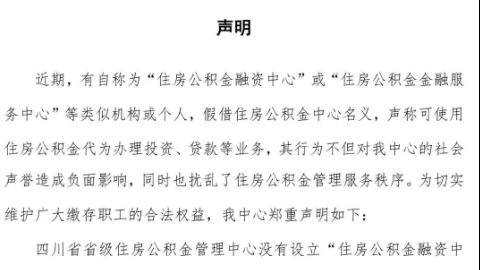 声明
近期，有自称为“住房公积金融资中心”或“住房公积金金融服
务中心”等类似机构或个人，假借住房公积金中心名义，声称可使用
住房公积金代为办理投资、贷款等业务，其行为不但对我中心的社会
声誉造成负面影响，同时也扰乱了住房公积金管理服务秩序。为切实
维护广大缴存职工的合法权益，我中心郑重声明如下：
四川省省级住房公积金管理中心没有设立“住房公积金融资中